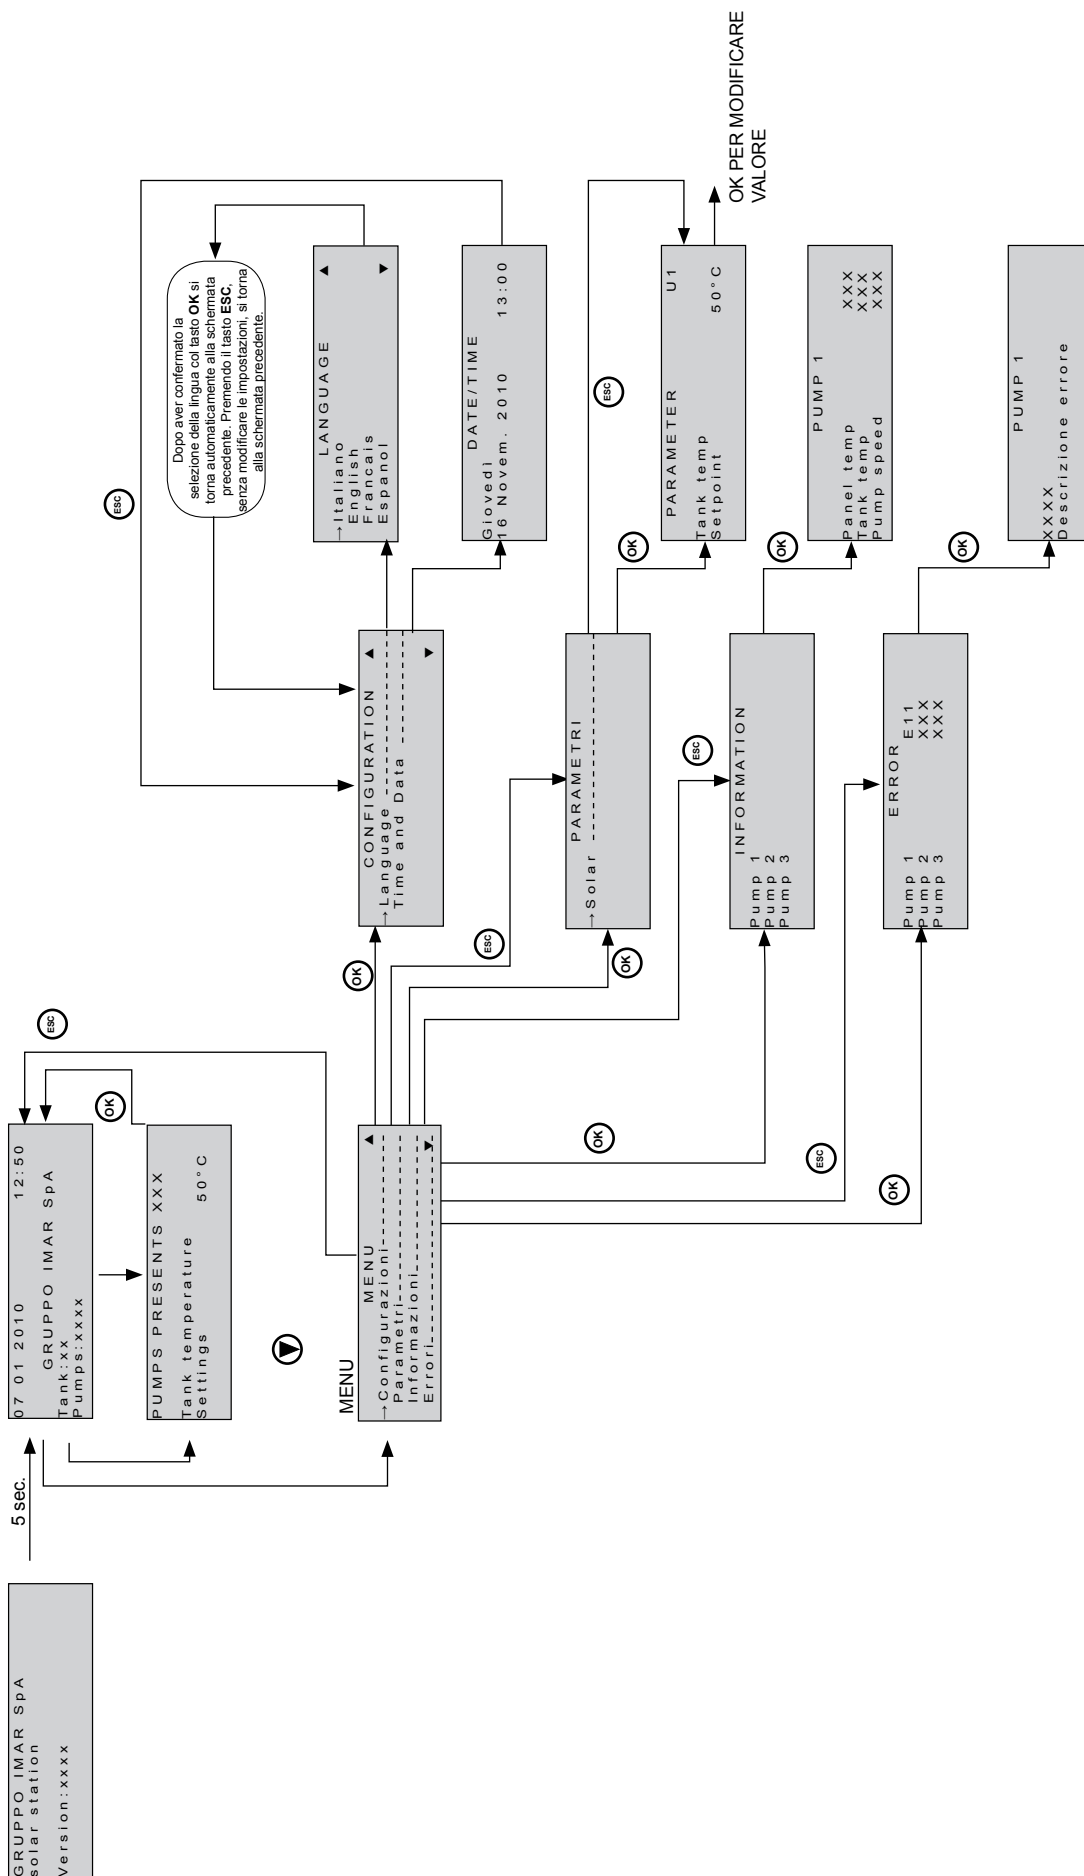 GRUPPO IMAR SpA
solar station
Version:xxxx
5 sec.
07 01 2010 12:50
GRUPPO IMAR SpA
Tank:xx
Pumps:xxxx
ESC
OK
PUMPS PRESENTS XXX
Tank temperature
Settings 50°C
MENU
MENU
→Configurazioni
Parametri
Informazioni
Errori
OK
ESC
OK
ESC
OK
ESC
OK
CONFIGURATION
→Language
Time and Data
ESC
Dopo aver confermato la
selezione della lingua col tasto OK si
torna automaticamente alla schermata
precedente. Premendo il tasto ESC,
senza modificare le impostazioni, si torna
alla schermata precedente.
LANGUAGE
→Italiano
English
Francais
Espanol
DATE/TIME
Giovedì
16 Novem. 2010 13:00
PARAMETRI
→Solar
ESC
OK
PARAMETER U1
Tank temp
Setpoint 50°C
OK PER MODIFICARE
VALORE
INFORMATION
Pump 1
Pump 2
Pump 3
OK
PUMP 1
Panel temp XXX
Tank temp XXX
Pump speed XXX
ERROR
Pump 1 E11
Pump 2 XXX
Pump 3 XXX
OK
PUMP 1
XXXX
Descrizione errore